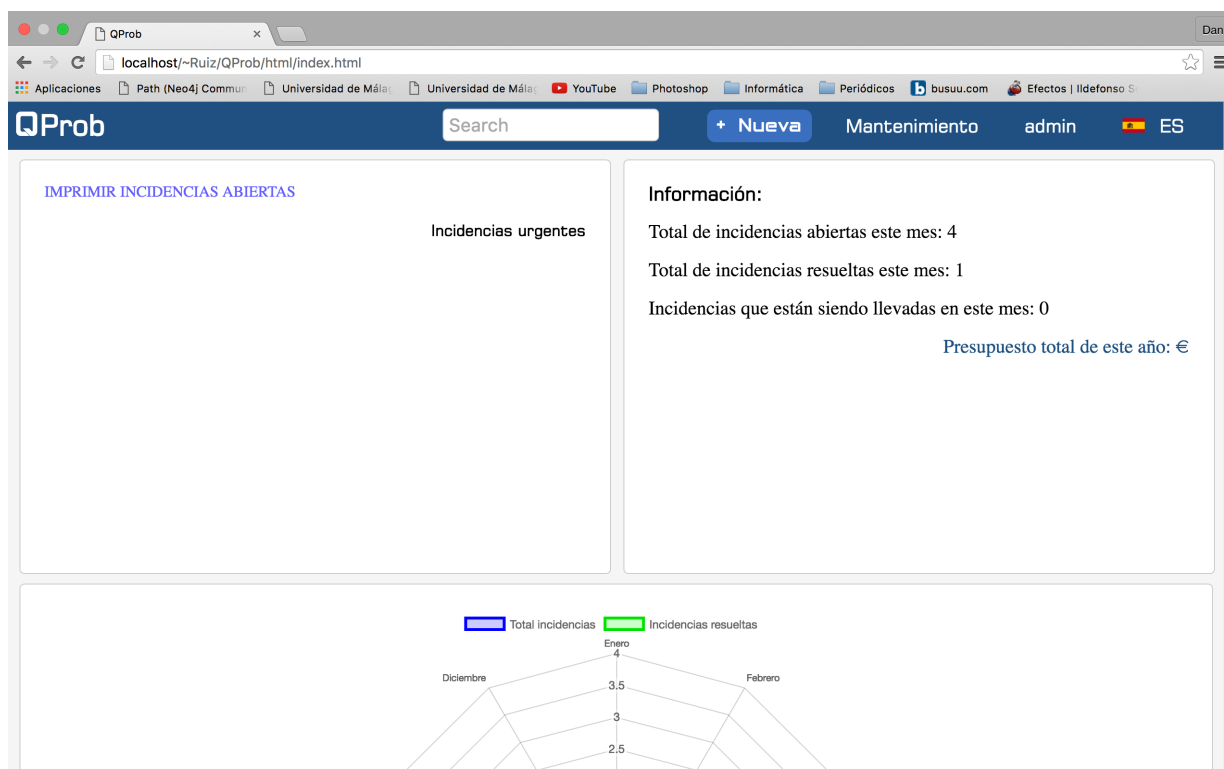 QProb
Dan
localhost/~Ruiz/QProb/html/index.html
Aplicaciones Path (Neo4j Commun Universidad de Mála Universidad de Mála YouTube Photoshop Informática Periódicos busuu.com Efectos | Ildefonso S
QProb Search + Nueva Mantenimiento admin ES
IMPRIMIR INCIDENCIAS ABIERTAS
Incidencias urgentes
Información:
Total de incidencias abiertas este mes: 4
Total de incidencias resueltas este mes: 1
Incidencias que están siendo llevadas en este mes: 0
Presupuesto total de este año: €
Total incidencias Incidencias resueltas
Enero
4
Diciembre
Febrero
3.5
3
2.5